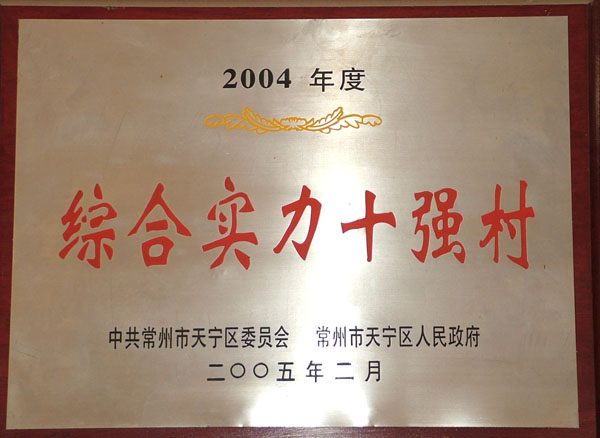 2004 年度
综合实力十强村
中共常州市天宁区委员会 常州市天宁区人民政府
二〇〇五年二月